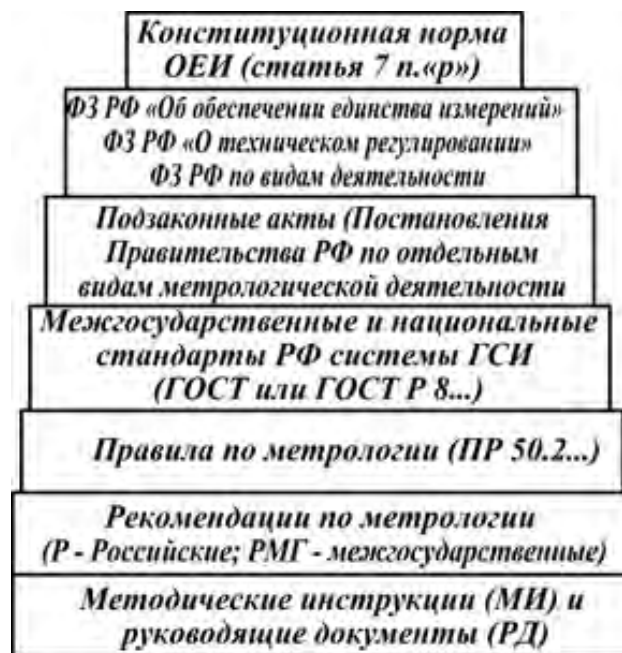 Конституционная норма
ОЕИ (статья 7 п.«р»)
ФЗ РФ «Об обеспечении единства измерений»
ФЗ РФ «О техническом регулировании»
ФЗ РФ по видам деятельности
Подзаконные акты (Постановления
Правительства РФ по отдельным
видам метрологической деятельности
Межгосударственные и национальные
стандарты РФ системы ГСИ
(ГОСТ или ГОСТ Р 8...)
Правила по метрологии (ПР 50.2...)
Рекомендации по метрологии
(Р - Российские; РМГ - межгосударственные)
Методические инструкции (МИ) и
руководящие документы (РД)